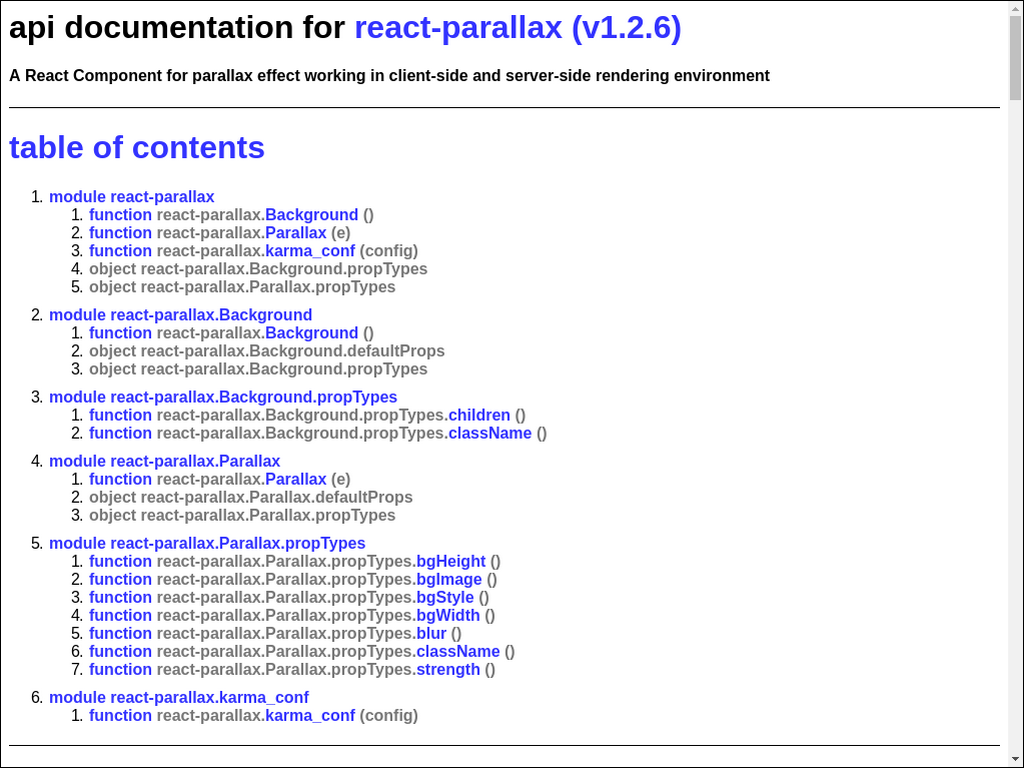 api documentation for react-parallax (v1.2.6)
A React Component for parallax effect working in client-side and server-side rendering environment
table of contents
1. module react-parallax
1. function react-parallax.Background ()
2. function react-parallax.Parallax (e)
3. function react-parallax.karma_conf (config)
4. object react-parallax.Background.propTypes
5. object react-parallax.Parallax.propTypes
2. module react-parallax.Background
1. function react-parallax.Background ()
2. object react-parallax.Background.defaultProps
3. object react-parallax.Background.propTypes
3. module react-parallax.Background.propTypes
1. function react-parallax.Background.propTypes.children ()
2. function react-parallax.Background.propTypes.className ()
4. module react-parallax.Parallax
1. function react-parallax.Parallax (e)
2. object react-parallax.Parallax.defaultProps
3. object react-parallax.Parallax.propTypes
5. module react-parallax.Parallax.propTypes
1. function react-parallax.Parallax.propTypes.bgHeight ()
2. function react-parallax.Parallax.propTypes.bgImage ()
3. function react-parallax.Parallax.propTypes.bgStyle ()
4. function react-parallax.Parallax.propTypes.bgWidth ()
5. function react-parallax.Parallax.propTypes.blur ()
6. function react-parallax.Parallax.propTypes.className ()
7. function react-parallax.Parallax.propTypes.strength ()
6. module react-parallax.karma_conf
1. function react-parallax.karma_conf (config)